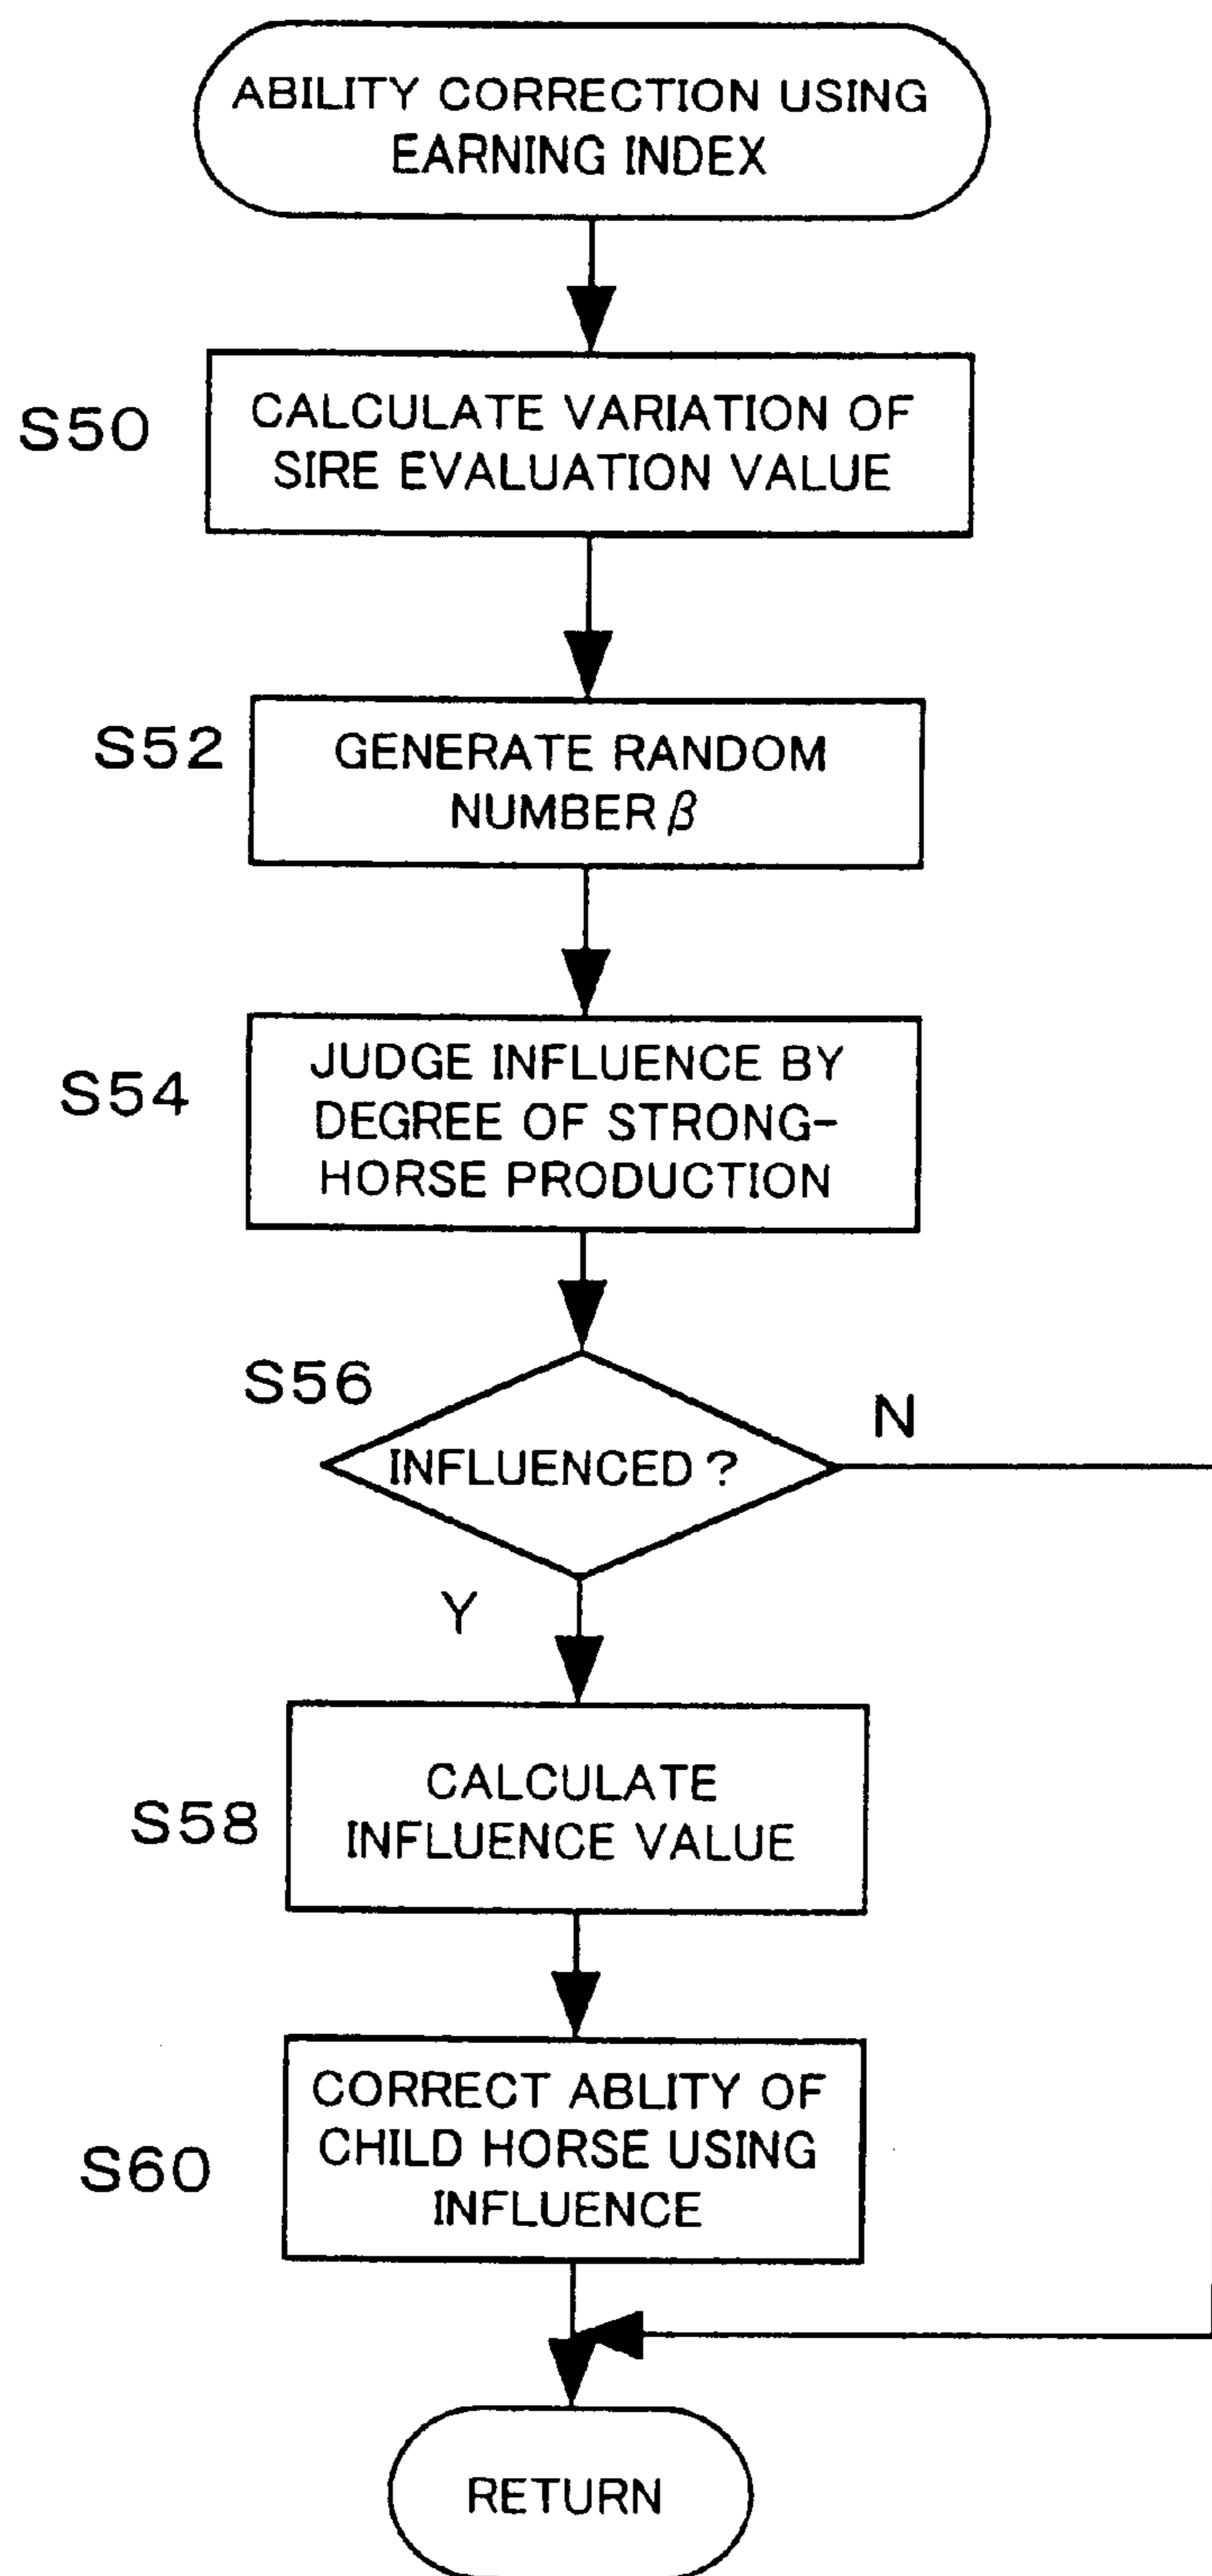 ABILITY CORRECTION USING
EARNING INDEX
S50
CALCULATE VARIATION OF
SIRE EVALUATION VALUE
S52
GENERATE RANDOM
NUMBER β
S54
JUDGE INFLUENCE BY
DEGREE OF STRONG-
HORSE PRODUCTION
S56
INFLUENCED ?
N
Y
S58
CALCULATE
INFLUENCE VALUE
S60
CORRECT ABLITY OF
CHILD HORSE USING
INFLUENCE
RETURN